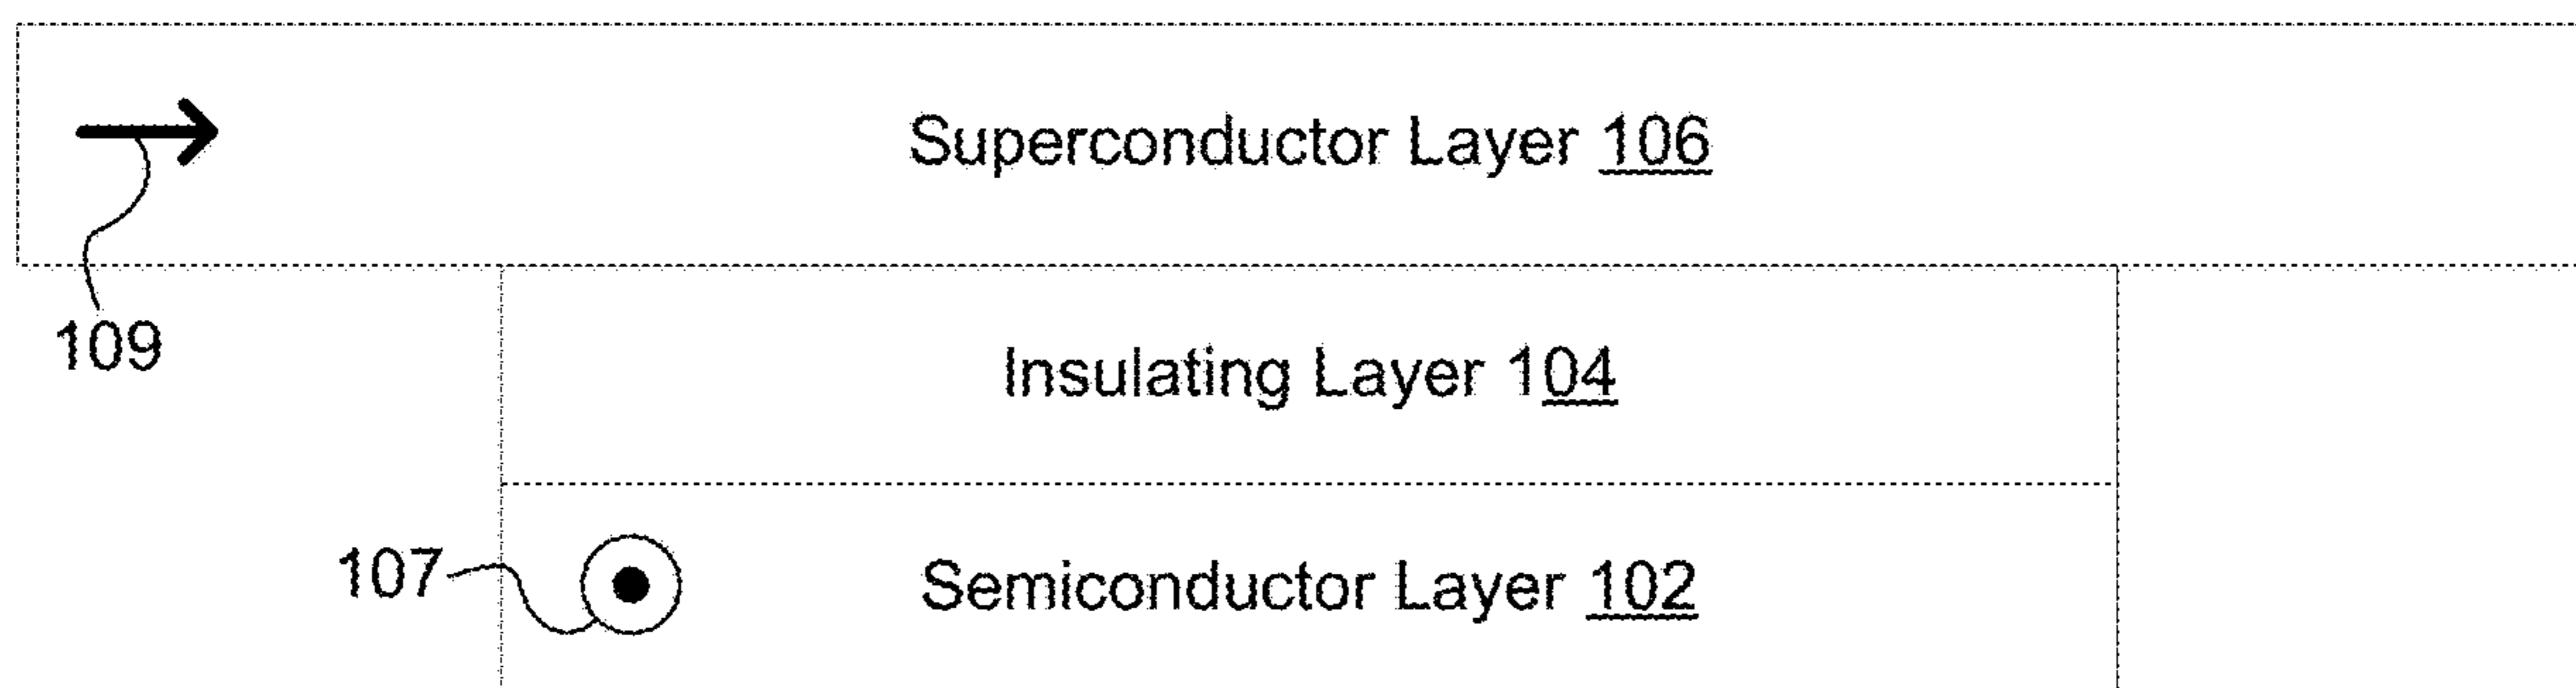 Superconductor Layer 106
109
Insulating Layer 104
107
Semiconductor Layer 102